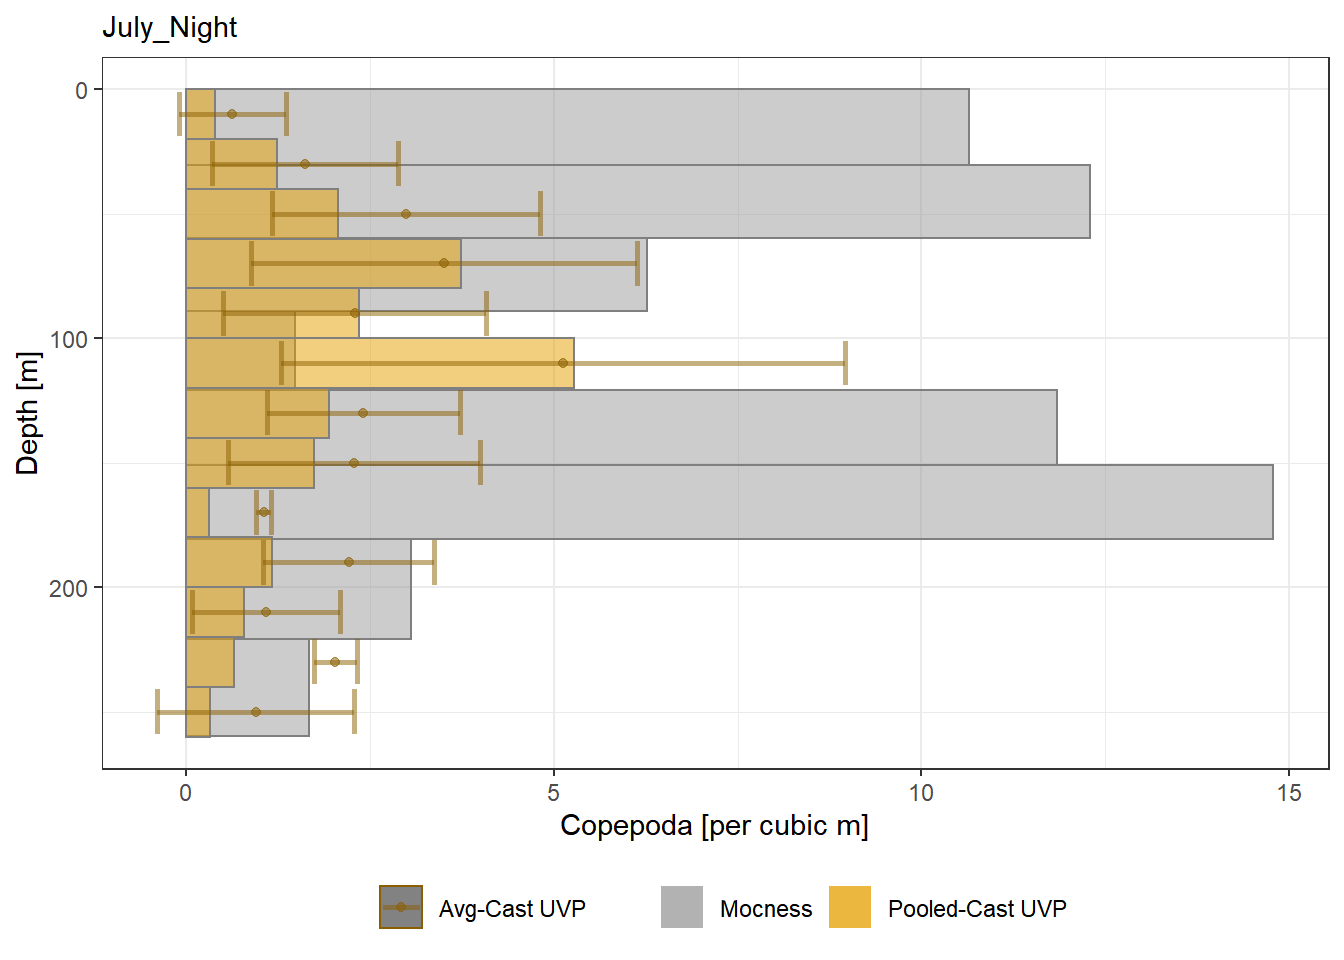 July_Night
0
100
200
Depth [m]
0 5 10 15
Copepoda [per cubic m]
Avg-Cast UVP Mocness Pooled-Cast UVP